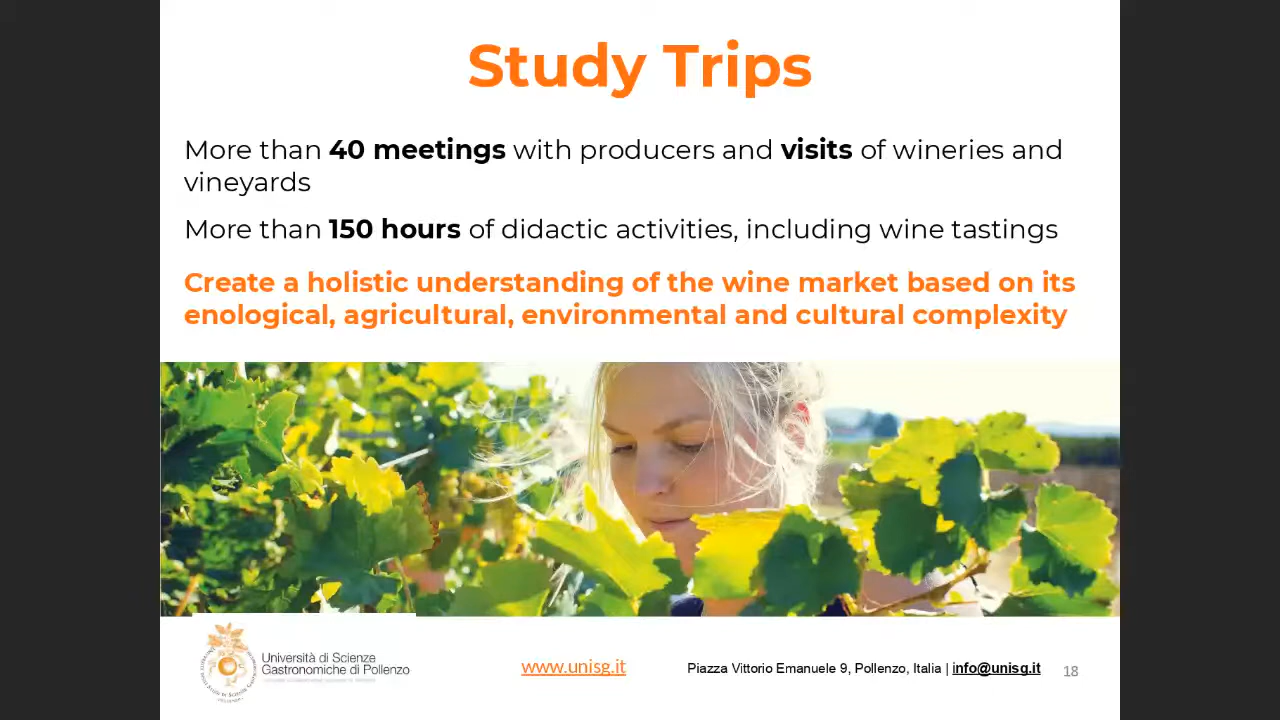 Study Trips
More than 40 meetings with producers and visits of wineries and
vineyards
More than 150 hours of didactic activities, including wine tastings
Create a holistic understanding of the wine market based on its
enological, agricultural, environmental and cultural complexity
Università di Scienze
Gastronomiche di Pollenzo
www.unisg.it
Piazza Vittorio Emanuele 9, Pollenzo, Italia | info@unisg.it
18